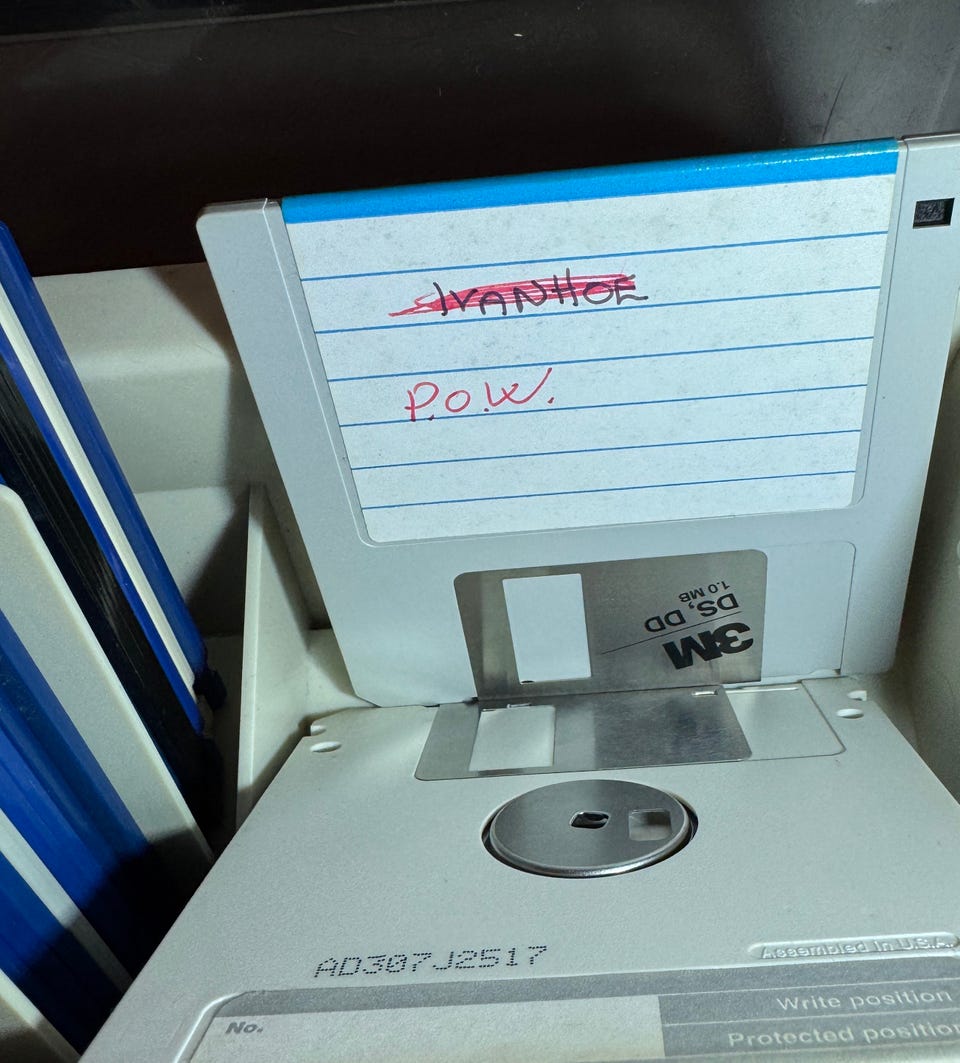 IVANHOE
P.O.W.
3M
DS, DD
1.0 MB
AD307J2517
Assembled in U.S.A.
Write position
No.
Protected position